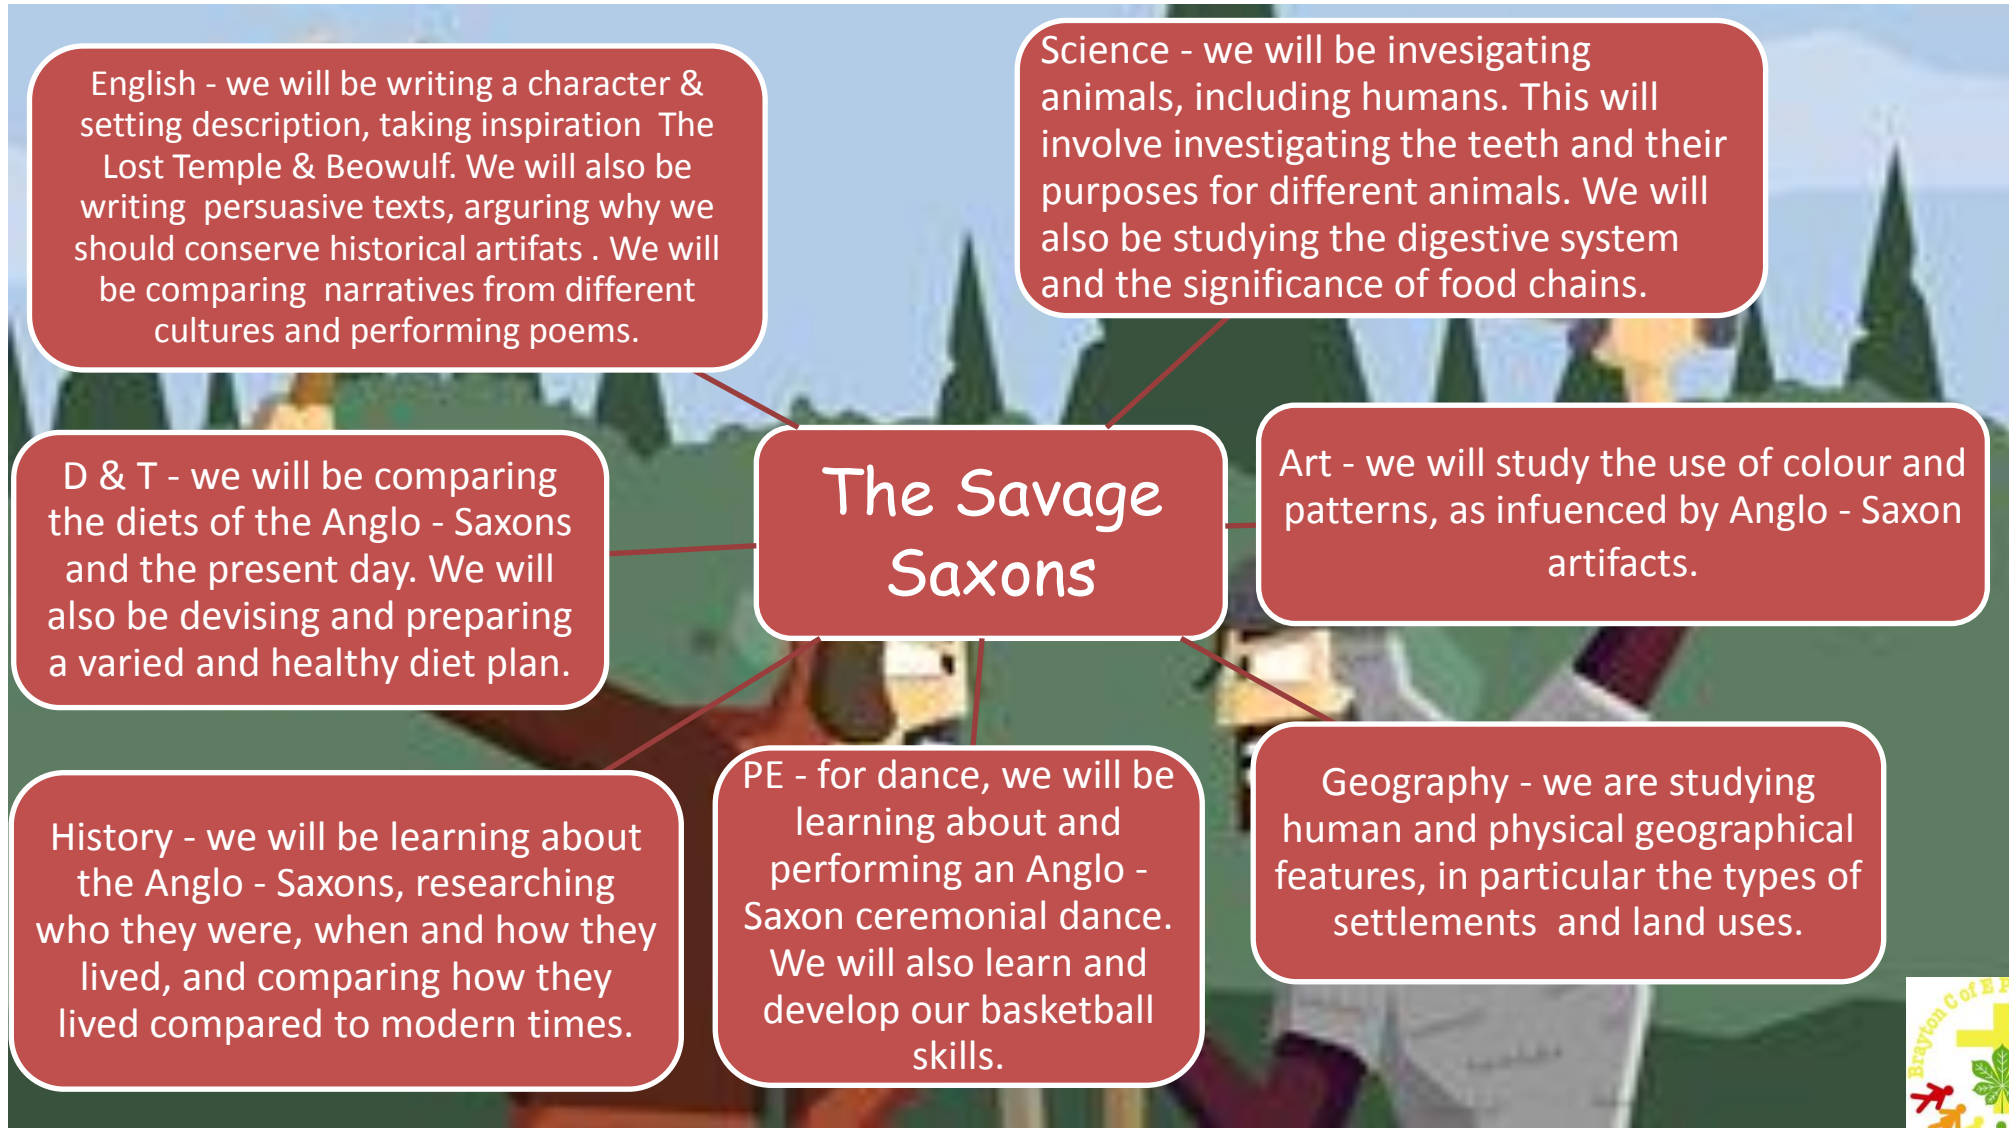 English - we will be writing a character &
setting description, taking inspiration The
Lost Temple & Beowulf. We will also be
writing persuasive texts, arguring why we
should conserve historical artifats . We will
be comparing narratives from different
cultures and performing poems.
Science - we will be invesigating
animals, including humans. This will
involve investigating the teeth and their
purposes for different animals. We will
also be studying the digestive system
and the significance of food chains.
D & T - we will be comparing
the diets of the Anglo - Saxons
and the present day. We will
also be devising and preparing
a varied and healthy diet plan.
The Savage
Saxons
Art - we will study the use of colour and
patterns, as infuenced by Anglo - Saxon
artifacts.
History - we will be learning about
the Anglo - Saxons, researching
who they were, when and how they
lived, and comparing how they
lived compared to modern times.
PE - for dance, we will be
learning about and
performing an Anglo -
Saxon ceremonial dance.
We will also learn and
develop our basketball
skills.
Geography - we are studying
human and physical geographical
features, in particular the types of
settlements and land uses.
Brayton C of E P